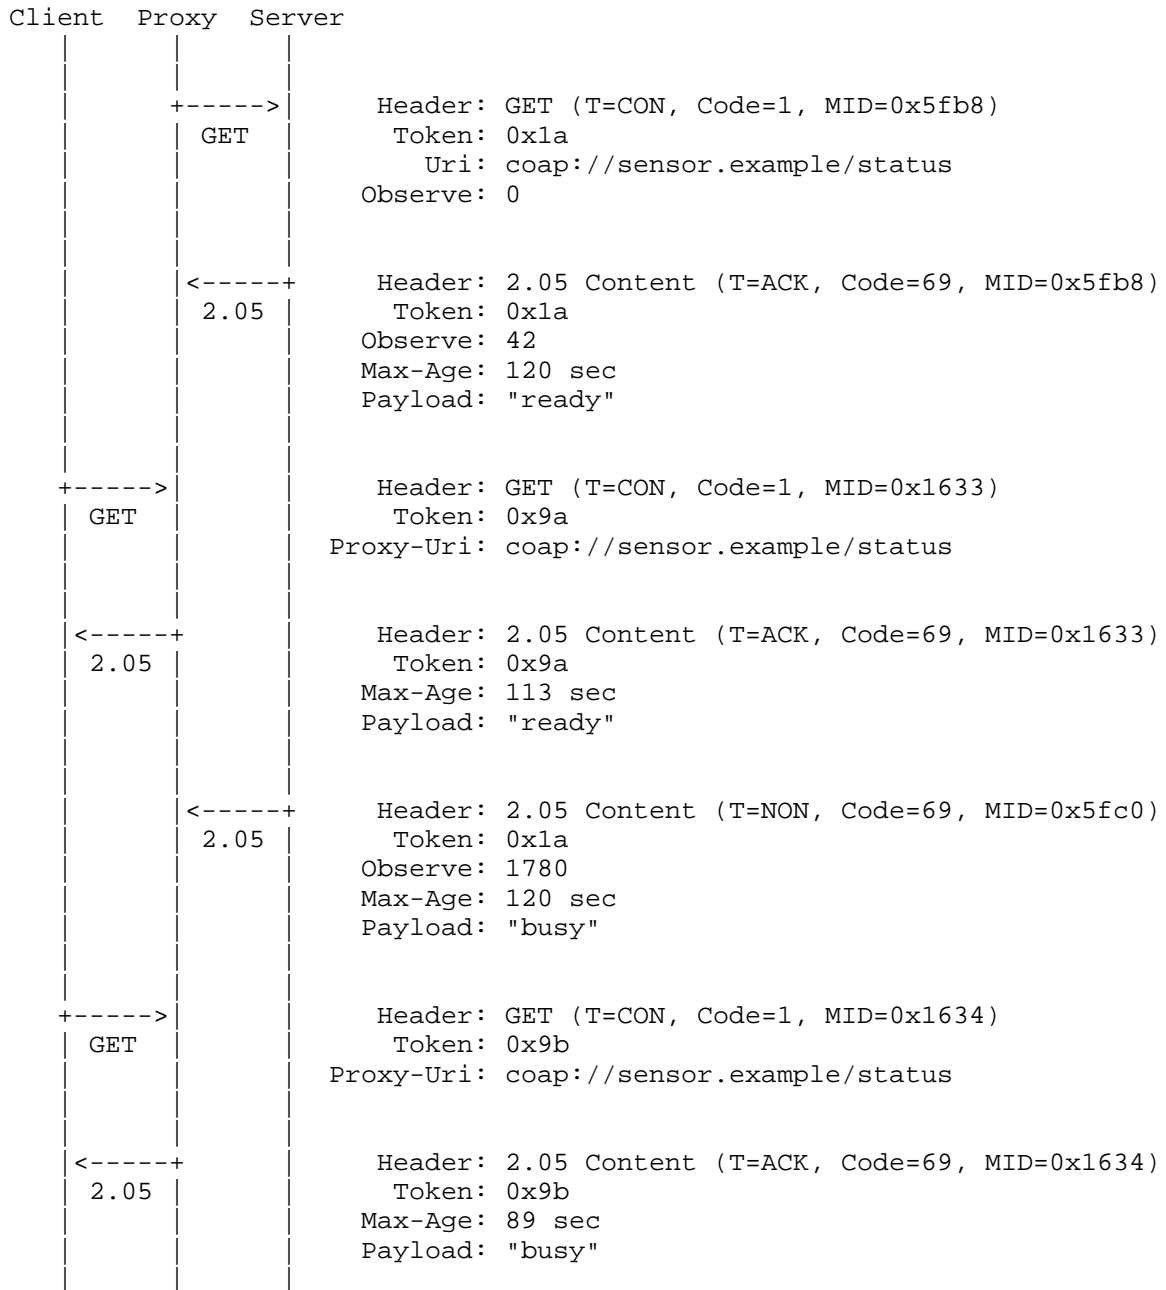 Client Proxy Server
+-----> Header: GET (T=CON, Code=1, MID=0x5fb8)
GET Token: 0x1a
Uri: coap://sensor.example/status
Observe: 0
<-----+ Header: 2.05 Content (T=ACK, Code=69, MID=0x5fb8)
2.05 Token: 0x1a
Observe: 42
Max-Age: 120 sec
Payload: "ready"
+-----> Header: GET (T=CON, Code=1, MID=0x1633)
GET Token: 0x9a
Proxy-Uri: coap://sensor.example/status
<-----+ Header: 2.05 Content (T=ACK, Code=69, MID=0x1633)
2.05 Token: 0x9a
Max-Age: 113 sec
Payload: "ready"
<-----+ Header: 2.05 Content (T=NON, Code=69, MID=0x5fc0)
2.05 Token: 0x1a
Observe: 1780
Max-Age: 120 sec
Payload: "busy"
+-----> Header: GET (T=CON, Code=1, MID=0x1634)
GET Token: 0x9b
Proxy-Uri: coap://sensor.example/status
<-----+ Header: 2.05 Content (T=ACK, Code=69, MID=0x1634)
2.05 Token: 0x9b
Max-Age: 89 sec
Payload: "busy"